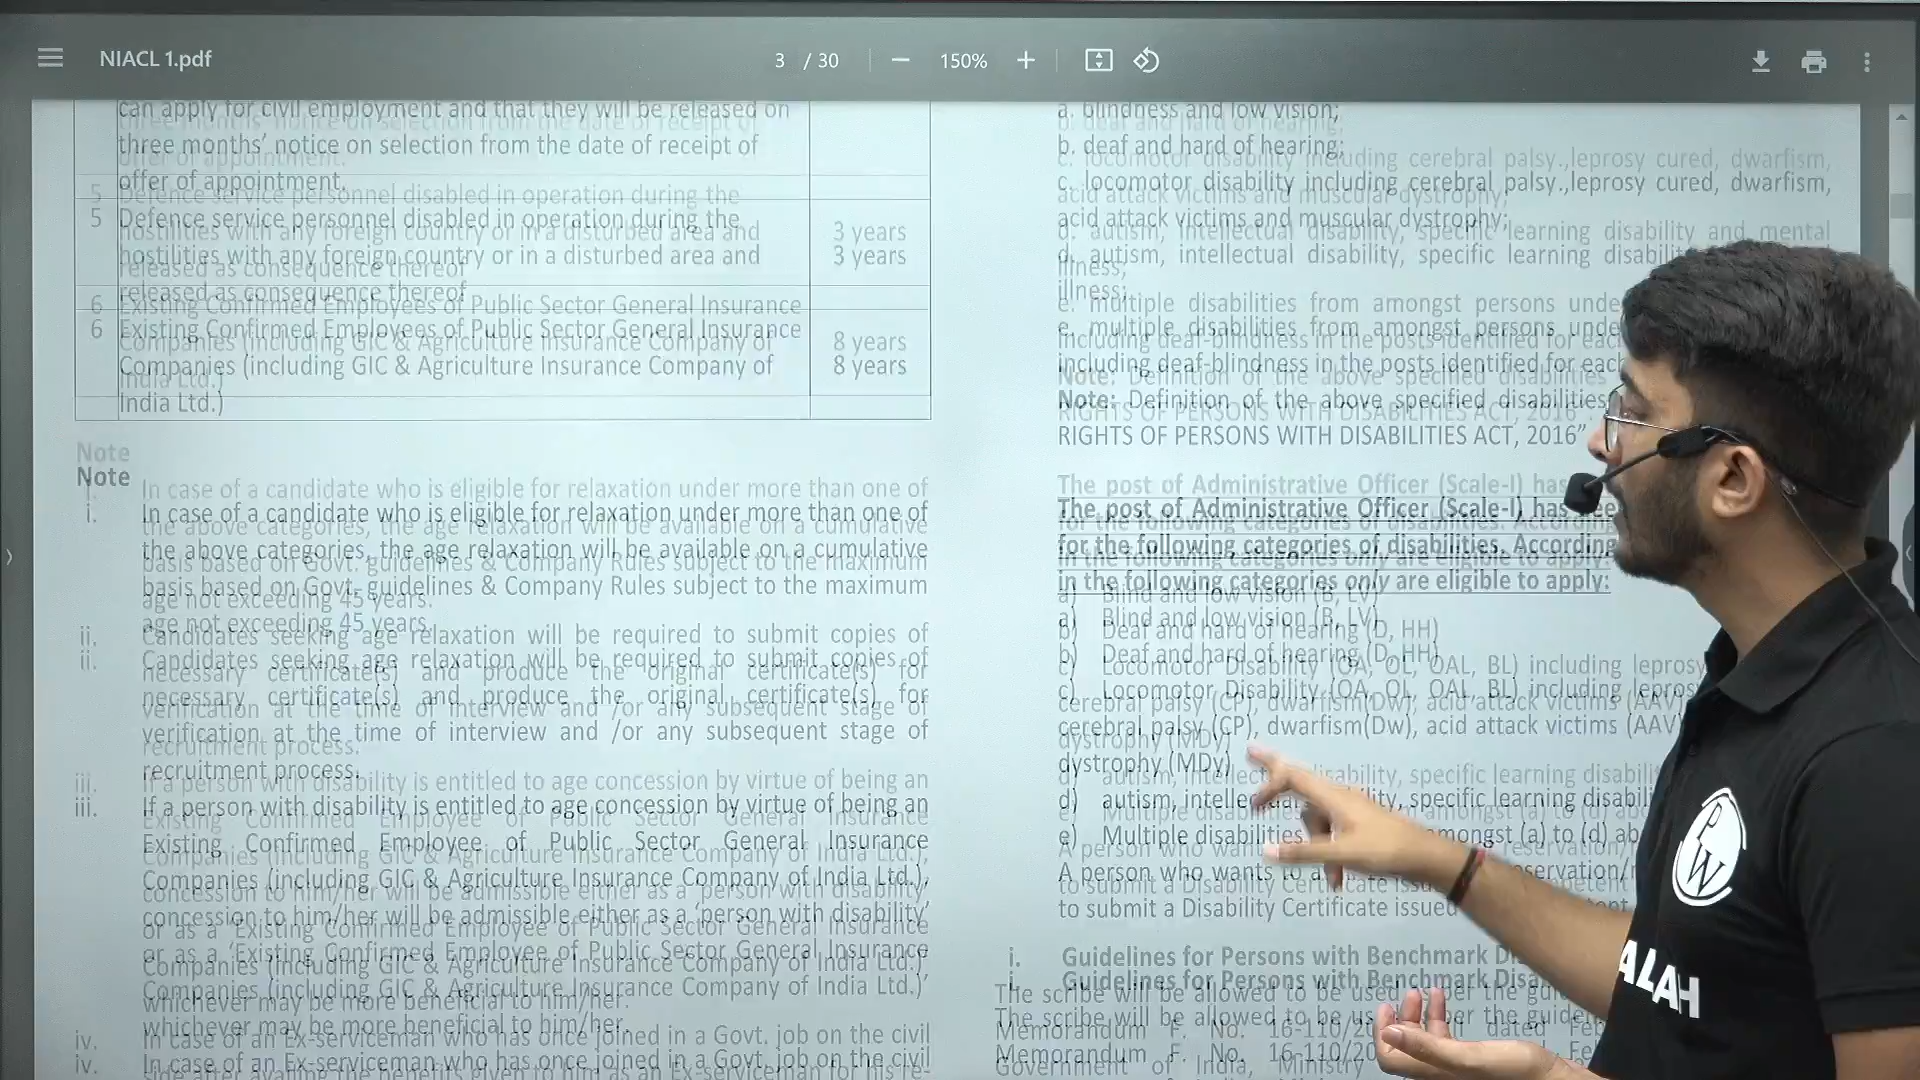 NIACL 1.pdf
3 / 30
150%
can apply for civil employment and that they will be released on
three months' notice on selection from the date of receipt of
offer of appointment.
5 Defence service personnel disabled in operation during the
hostilities with any foreign country or in a disturbed area and
released as consequence thereof
3 years
6 Existing Confirmed Employees of Public Sector General Insurance
Companies (including GIC & Agriculture Insurance Company of
India Ltd.)
8 years
Note
i. In case of a candidate who is eligible for relaxation under more than one of
the above categories, the age relaxation will be available on a cumulative
basis based on Govt. guidelines & Company Rules subject to the maximum
age not exceeding 45 years.
ii. Candidates seeking age relaxation will be required to submit copies of
necessary certificate(s) and produce the original certificate(s) for
verification at the time of interview and /or any subsequent stage of
recruitment process.
iii. If a person with disability is entitled to age concession by virtue of being an
Existing Confirmed Employee of Public Sector General Insurance
Companies (including GIC & Agriculture Insurance Company of India Ltd.),
concession to him/her will be admissible either as a 'person with disability'
or as a 'Existing Confirmed Employee of Public Sector General Insurance
Companies (including GIC & Agriculture Insurance Company of India Ltd.)'
whichever may be more beneficial to him/her.
iv. In case of an Ex-serviceman who has once joined in a Govt. job on the civil
a. blindness and low vision;
b. deaf and hard of hearing;
c. locomotor disability including cerebral palsy.,leprosy cured, dwarfism,
acid attack victims and muscular dystrophy;
d. autism, intellectual disability, specific learning disability and mental
illness;
e. multiple disabilities from amongst persons
including deaf-blindness in the posts identified for each
Note: Definition of the above specified disabilities
RIGHTS OF PERSONS WITH DISABILITIES ACT, 2016"
The post of Administrative Officer (Scale-I) has
for the following categories of disabilities.
in the following categories only are eligible to apply:
a) Blind and low vision (B, LV)
b) Deaf and hard of hearing (D, HH)
c) Locomotor Disability (OA, OL, OAL, BL) including
cerebral palsy (CP), dwarfism(Dw), acid attack victims (AAV)
dystrophy (MDy)
d) autism, specific learning
e) Multiple disabilities amongst (a) to (d)
A person who wants to
to submit a Disability Certificate issued
i. Guidelines for Persons with Benchmark
The scribe will be allowed to be per the
Memorandum F. No. dated
Government of India, Ministry
PW
ALAH